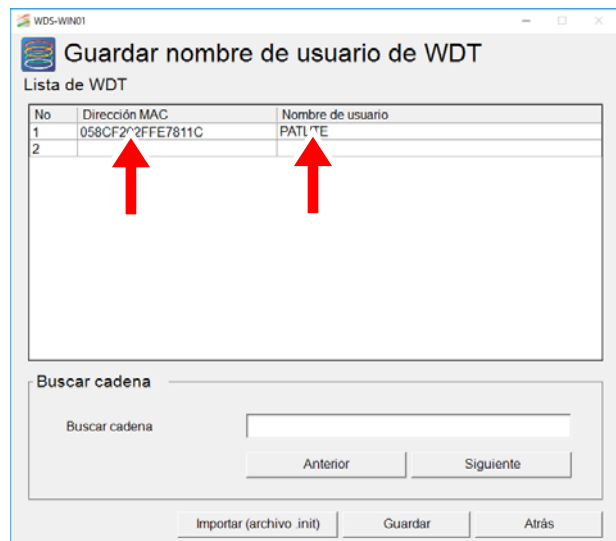 WDS-WIN01
Guardar nombre de usuario de WDT
Lista de WDT
No Dirección MAC Nombre de usuario
1
2
Buscar cadena
Buscar cadena
Anterior Siguiente
Importar (archivo .init) Guardar Atrás